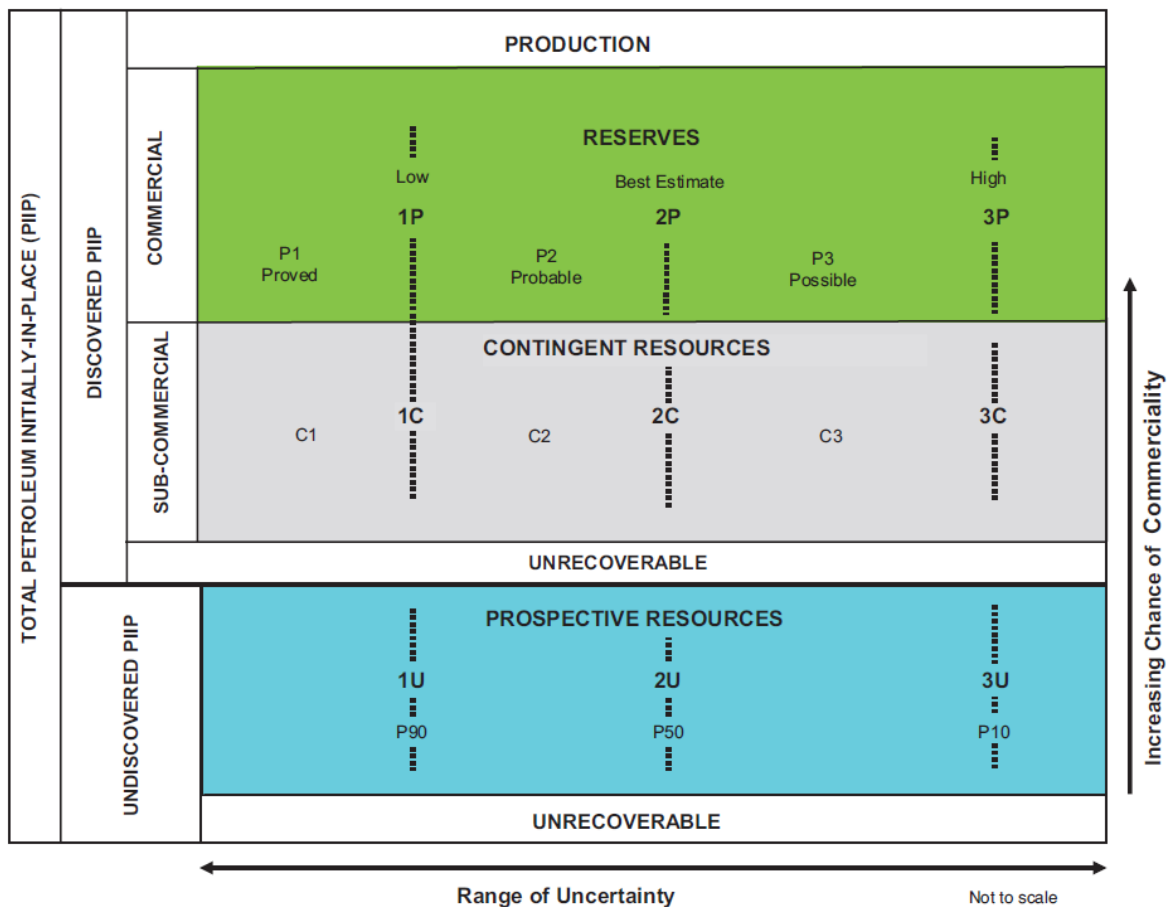 PRODUCTION
RESERVES
Low
Best Estimate
High
1P
2P
3P
P1
Proved
P2
Probable
P3
Possible
CONTINGENT RESOURCES
1C
2C
3C
C1
C2
C3
UNRECOVERABLE
PROSPECTIVE RESOURCES
1U
2U
3U
P90
P50
P10
UNRECOVERABLE
TOTAL PETROLEUM INITIALLY-IN-PLACE (PIIP)
DISCOVERED PIIP
UNDISCOVERED PIIP
COMMERCIAL
SUB-COMMERCIAL
Increasing Chance of Commerciality
Range of Uncertainty
Not to scale